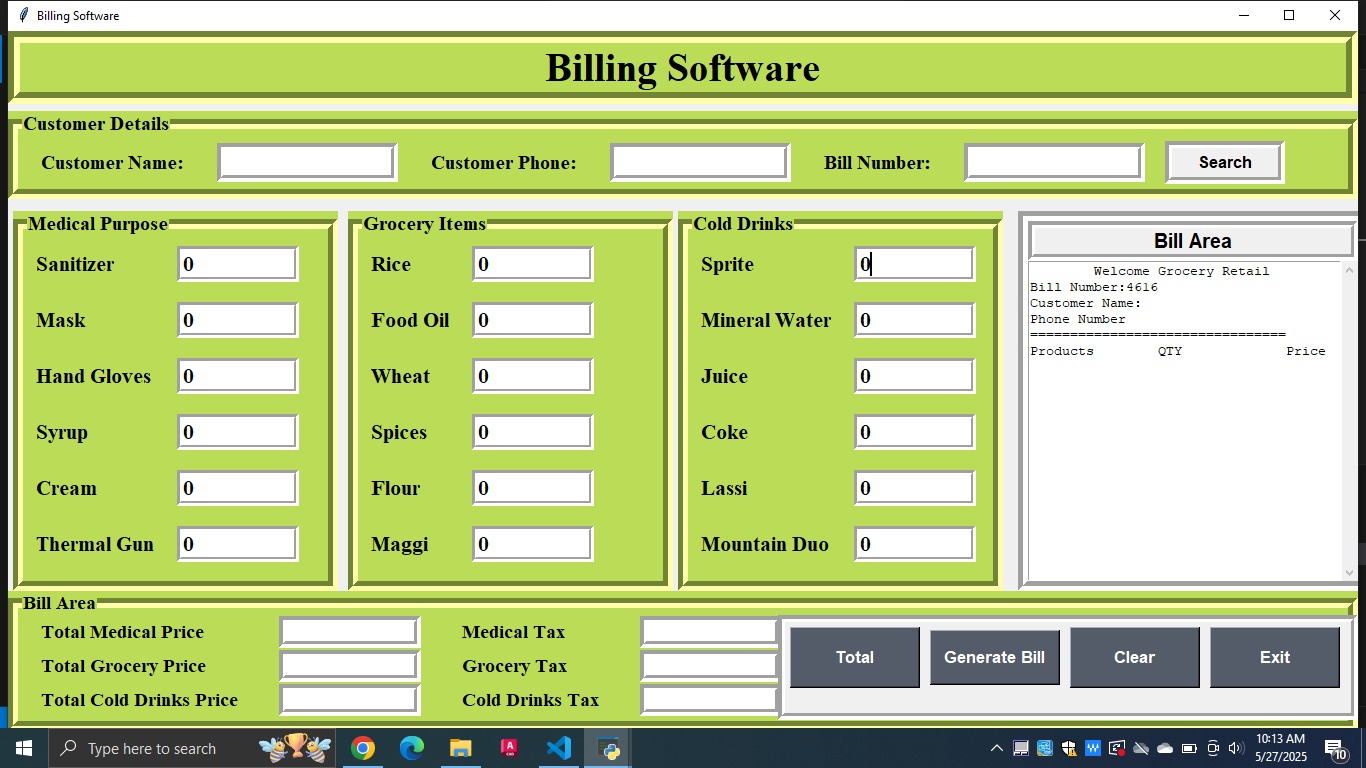 Billing Software
Billing Software
Customer Details
Customer Name: Customer Phone: Bill Number: Search
Medical Purpose
Sanitizer 0
Mask 0
Hand Gloves 0
Syrup 0
Cream 0
Thermal Gun 0
Grocery Items
Rice 0
Food Oil 0
Wheat 0
Spices 0
Flour 0
Maggi 0
Cold Drinks
Sprite 0
Mineral Water 0
Juice 0
Coke 0
Lassi 0
Mountain Duo 0
Bill Area
Welcome Grocery Retail
Bill Number:4616
Customer Name:
Phone Number
================================
Products QTY Price
Bill Area
Total Medical Price Medical Tax
Total Grocery Price Grocery Tax
Total Cold Drinks Price Cold Drinks Tax
Total Generate Bill Clear Exit
Type here to search
10:13 AM
5/27/2025
10